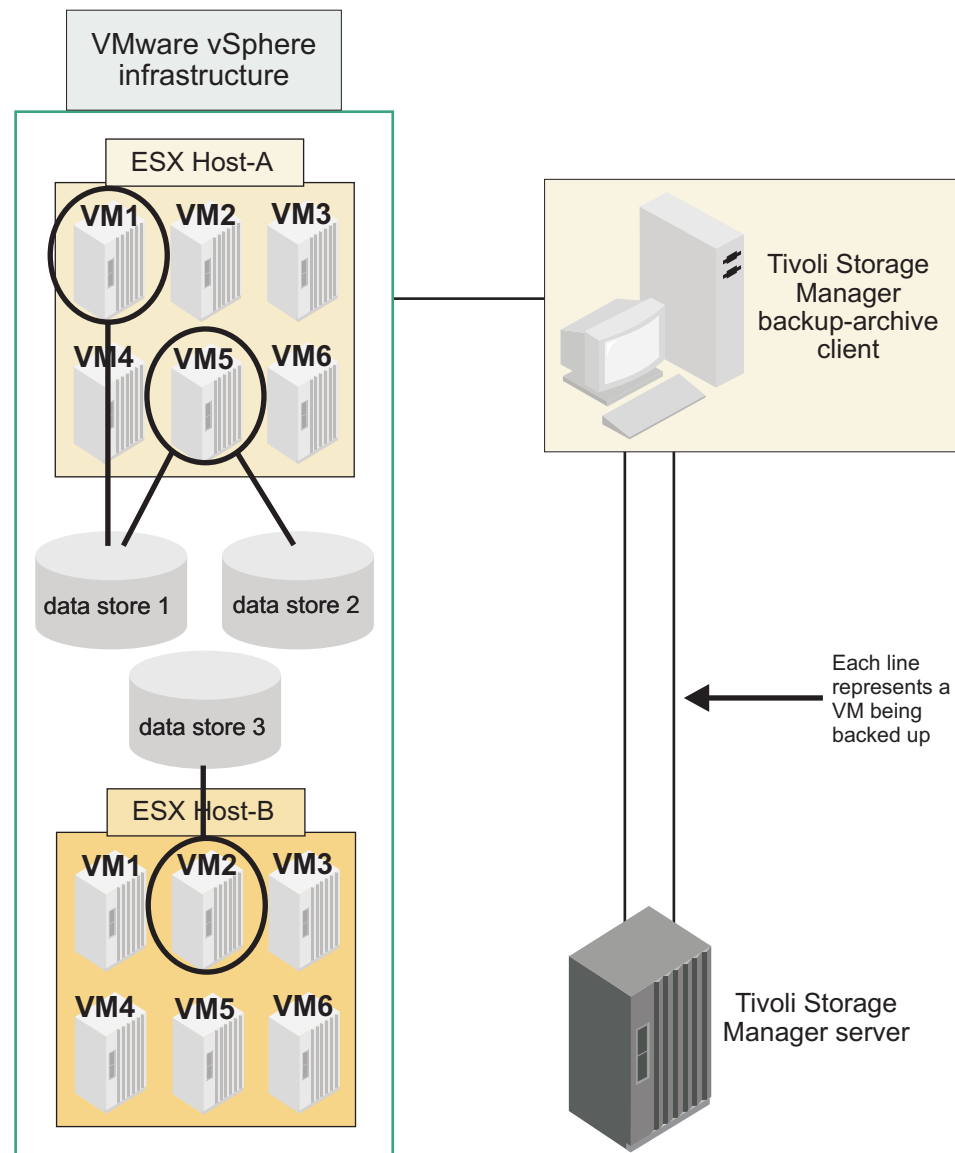 VMware vSphere
infrastructure
ESX Host-A
VM1 VM2 VM3
VM4 VM5 VM6
data store 1 data store 2
data store 3
ESX Host-B
VM1 VM2 VM3
VM4 VM5 VM6
Tivoli Storage
Manager
backup-archive
client
Each line
represents a
VM being
backed up
Tivoli Storage
Manager server